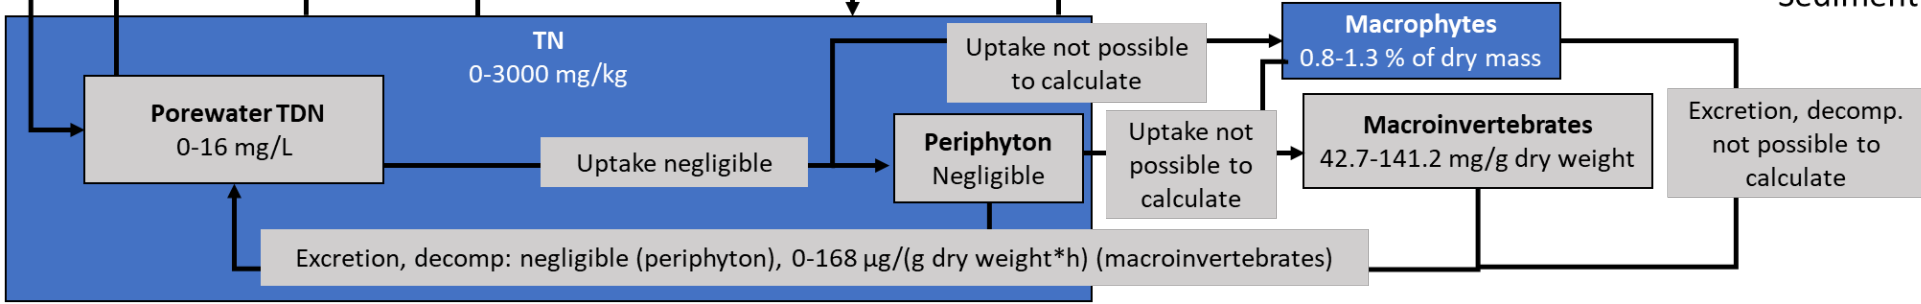 Sediment
TN
0-3000 mg/kg
Porewater TDN
0-16 mg/L
Uptake negligible
Uptake not possible
to calculate
Periphyton
Negligible
Uptake not
possible to
calculate
Macrophytes
0.8-1.3 % of dry mass
Macroinvertebrates
42.7-141.2 mg/g dry weight
Excretion, decomp.
not possible to
calculate
Excretion, decomp: negligible (periphyton), 0-168 µg/(g dry weight*h) (macroinvertebrates)